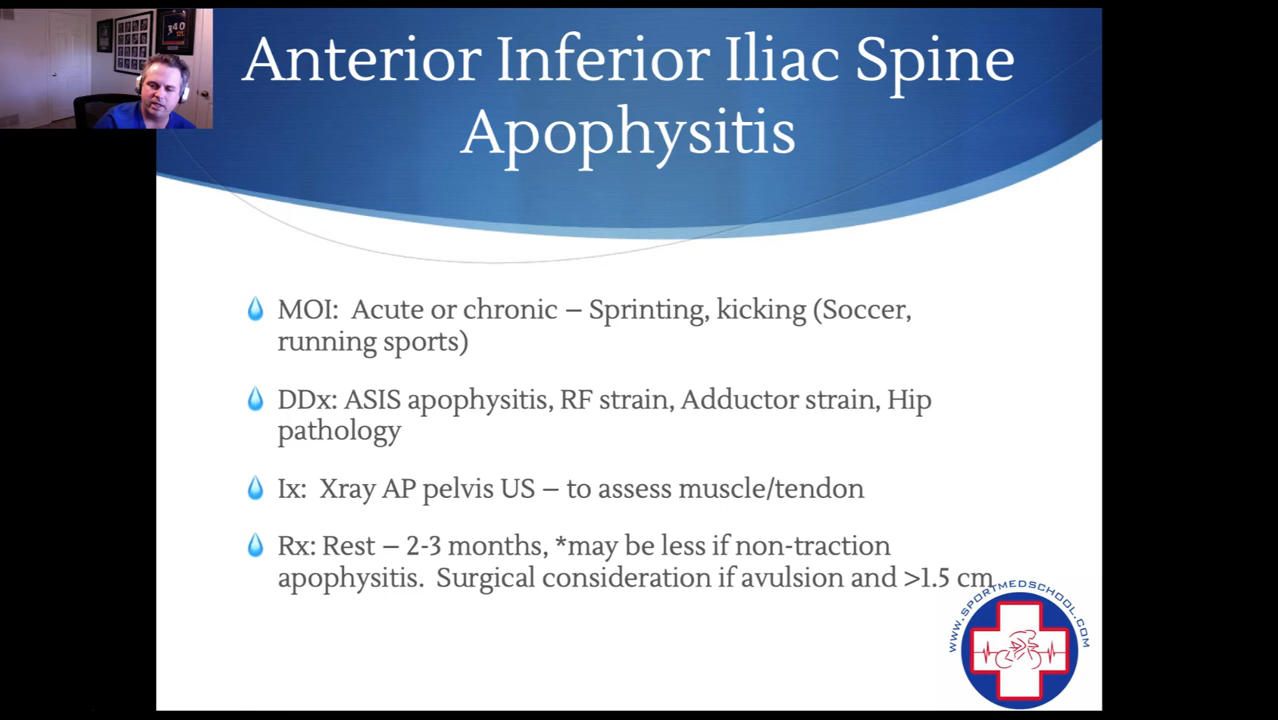 Anterior Inferior Iliac Spine
Apophysitis
MOI:  Acute or chronic – Sprinting, kicking (Soccer,
running sports)
DDx: ASIS apophysitis, RF strain, Adductor strain, Hip
pathology
Ix:  Xray AP pelvis US – to assess muscle/tendon
Rx: Rest – 2-3 months, *may be less if non-traction
apophysitis.  Surgical consideration if avulsion and >1.5 cm
WWW.SPORTMEDSCHOOL.COM
40